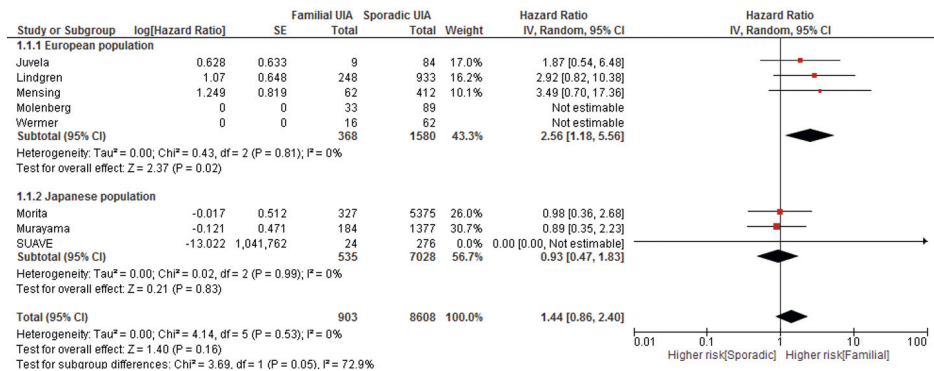 Familial UIA Sporadic UIA Hazard Ratio Hazard Ratio
Study or Subgroup log[Hazard Ratio] SE Total Total Weight IV, Random, 95% CI IV, Random, 95% CI
1.1.1 European population
Juvela 0.628 0.633 9 84 17.0% 1.87 [0.54, 6.48]
Lindgren 1.07 0.648 248 933 16.2% 2.92 [0.82, 10.38]
Mensing 1.249 0.819 62 412 10.1% 3.49 [0.70, 17.36]
Molenberg 0 0 33 89 Not estimable
Wermer 0 0 16 62 Not estimable
Subtotal (95% CI) 368 1580 43.3% 2.56 [1.18, 5.56]
Heterogeneity: Tau² = 0.00; Chi² = 0.43, df = 2 (P = 0.81); I² = 0%
Test for overall effect: Z = 2.37 (P = 0.02)
1.1.2 Japanese population
Morita -0.017 0.512 327 5375 26.0% 0.98 [0.36, 2.68]
Murayama -0.121 0.471 184 1377 30.7% 0.89 [0.35, 2.23]
SUAVE -13.022 1,041,762 24 276 0.0% 0.00 [0.00, Not estimable]
Subtotal (95% CI) 535 7028 56.7% 0.93 [0.47, 1.83]
Heterogeneity: Tau² = 0.00; Chi² = 0.02, df = 2 (P = 0.99); I² = 0%
Test for overall effect: Z = 0.21 (P = 0.83)
Total (95% CI) 903 8608 100.0% 1.44 [0.86, 2.40]
Heterogeneity: Tau² = 0.00; Chi² = 4.14, df = 5 (P = 0.53); I² = 0%
Test for overall effect: Z = 1.40 (P = 0.16)
Test for subgroup differences: Chi² = 3.69, df = 1 (P = 0.05), I² = 72.9%
0.01 0.1 1 10 100
Higher risk[Sporadic] Higher risk[Familial]